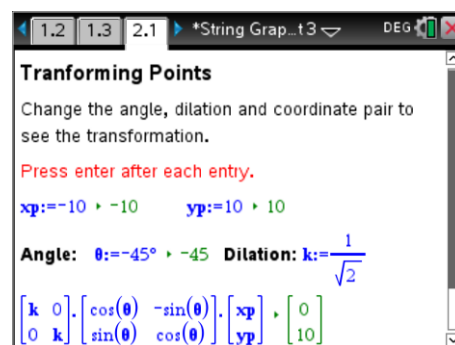 1.2 1.3 2.1 *String Grap...t3 DEG
Tranforming Points
Change the angle, dilation and coordinate pair to
see the transformation.
Press enter after each entry.
xp:=-10 ▸ -10 yp:=10 ▸ 10
Angle: θ:=-45° ▸ -45 Dilation: k:=1/√2
[k 0; 0 k]·[cos(θ) -sin(θ); sin(θ) cos(θ)]·[xp; yp] ▸ [0; 10]